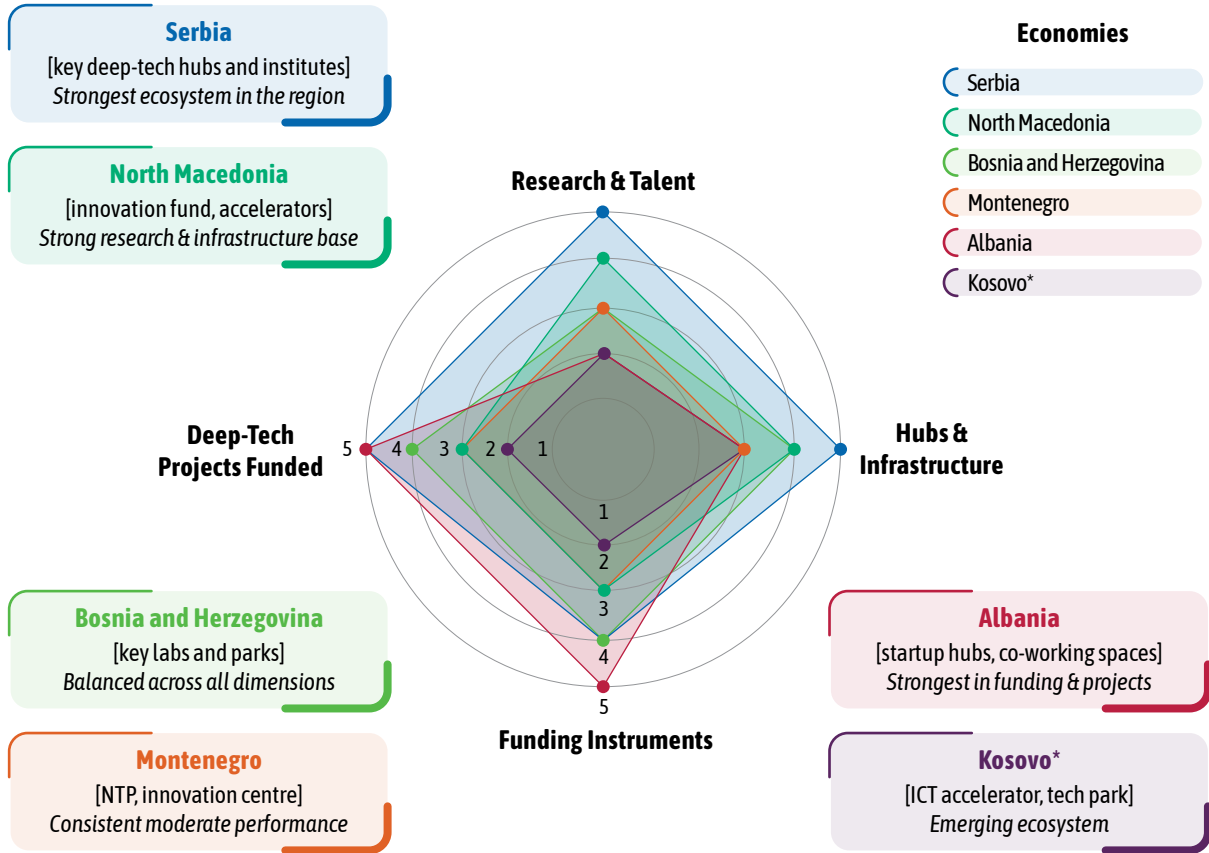 Serbia
[key deep-tech hubs and institutes]
Strongest ecosystem in the region
North Macedonia
[innovation fund, accelerators]
Strong research & infrastructure base
Economies
Serbia
North Macedonia
Bosnia and Herzegovina
Montenegro
Albania
Kosovo*
Research & Talent
Deep-Tech
Projects Funded
5 4 3 2 1
Hubs &
Infrastructure
1
2
3
4
5
Funding Instruments
Bosnia and Herzegovina
[key labs and parks]
Balanced across all dimensions
Montenegro
[NTP, innovation centre]
Consistent moderate performance
Albania
[startup hubs, co-working spaces]
Strongest in funding & projects
Kosovo*
[ICT accelerator, tech park]
Emerging ecosystem